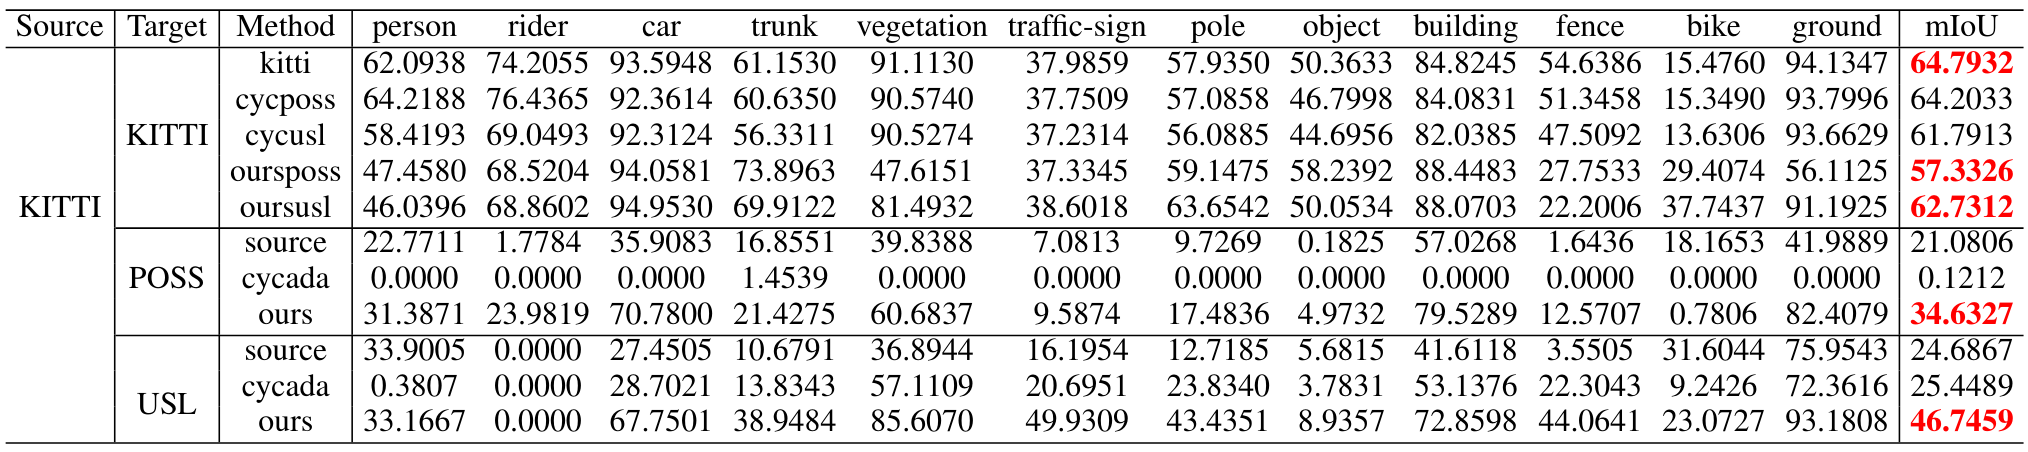 Source Target Method person rider car trunk vegetation traffic-sign pole object building fence bike ground mIoU
kitti 62.0938 74.2055 93.5948 61.1530 91.1130 37.9859 57.9350 50.3633 84.8245 54.6386 15.4760 94.1347 64.7932
cycposs 64.2188 76.4365 92.3614 60.6350 90.5740 37.7509 57.0858 46.7998 84.0831 51.3458 15.3490 93.7996 64.2033
KITTI cycusl 58.4193 69.0493 92.3124 56.3311 90.5274 37.2314 56.0885 44.6956 82.0385 47.5092 13.6306 93.6629 61.7913
oursposs 47.4580 68.5204 94.0581 73.8963 47.6151 37.3345 59.1475 58.2392 88.4483 27.7533 29.4074 56.1125 57.3326
KITTI oursusl 46.0396 68.8602 94.9530 69.9122 81.4932 38.6018 63.6542 50.0534 88.0703 22.2006 37.7437 91.1925 62.7312
source 22.7711 1.7784 35.9083 16.8551 39.8388 7.0813 9.7269 0.1825 57.0268 1.6436 18.1653 41.9889 21.0806
POSS cycada 0.0000 0.0000 0.0000 1.4539 0.0000 0.0000 0.0000 0.0000 0.0000 0.0000 0.0000 0.0000 0.1212
ours 31.3871 23.9819 70.7800 21.4275 60.6837 9.5874 17.4836 4.9732 79.5289 12.5707 0.7806 82.4079 34.6327
source 33.9005 0.0000 27.4505 10.6791 36.8944 16.1954 12.7185 5.6815 41.6118 3.5505 31.6044 75.9543 24.6867
cycada 0.3807 0.0000 28.7021 13.8343 57.1109 20.6951 23.8340 3.7831 53.1376 22.3043 9.2426 72.3616 25.4489
USL ours 33.1667 0.0000 67.7501 38.9484 85.6070 49.9309 43.4351 8.9357 72.8598 44.0641 23.0727 93.1808 46.7459